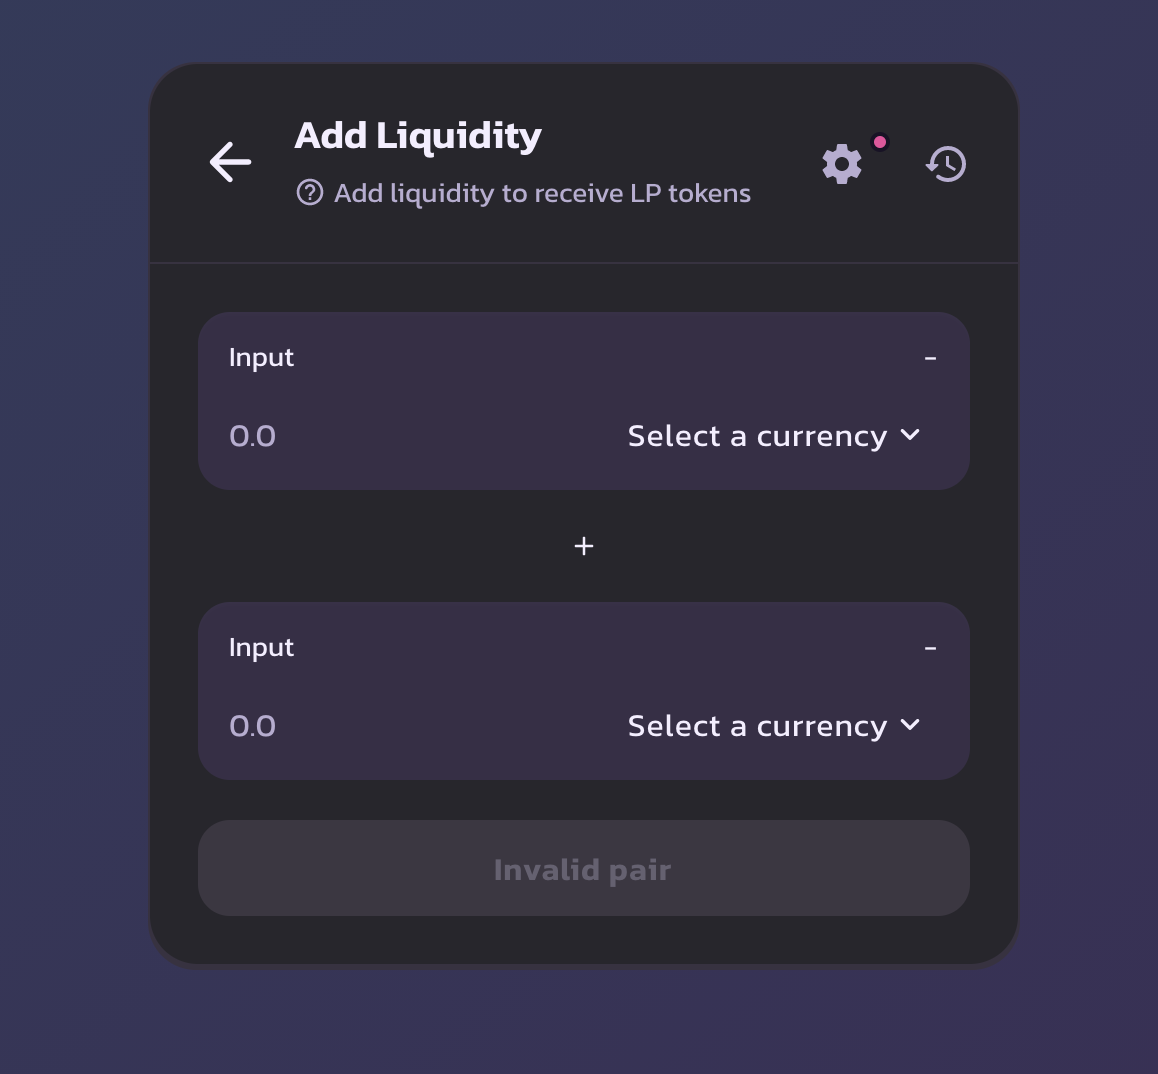 Add Liquidity
Add liquidity to receive LP tokens
Input -
0.0 Select a currency
+
Input -
0.0 Select a currency
Invalid pair